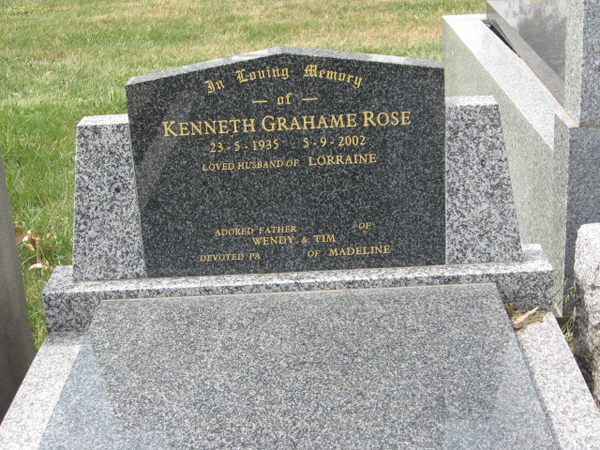 In Loving Memory
— of —
KENNETH GRAHAME ROSE
23-5-1935 5-9-2002
LOVED HUSBAND OF LORRAINE
ADORED FATHER OF
WENDY & TIM
DEVOTED PA OF MADELINE